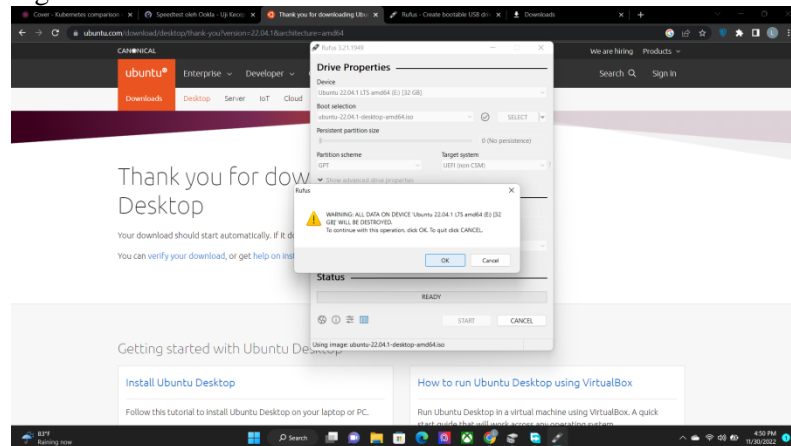 Cover - Kubernetes comparison
Speedtest oleh Ookla - Uji Kecep
Thank you for downloading Ubu
Rufus - Create bootable USB dri
Downloads
ubuntu.com/download/desktop/thank-you?version=22.04.1&architecture=amd64
CANONICAL
We are hiring Products
ubuntu® Enterprise Developer
Search Sign in
Downloads Desktop Server IoT Cloud
Rufus 3.21.1949
Drive Properties
Device
Ubuntu 22.04.1 LTS amd64 (E:) [32 GB]
Boot selection
ubuntu-22.04.1-desktop-amd64.iso
SELECT
Persistent partition size
0 (No persistence)
Partition scheme Target system
GPT UEFI (non CSM)
Show advanced drive properties
Thank you for dow
Desktop
Your download should start automatically. If it do
You can verify your download, or get help on inst
Rufus
WARNING: ALL DATA ON DEVICE 'Ubuntu 22.04.1 LTS amd64 (E:) [32
GB]' WILL BE DESTROYED.
To continue with this operation, click OK. To quit click CANCEL.
OK Cancel
Status
READY
START CANCEL
Using image: ubuntu-22.04.1-desktop-amd64.iso
Getting started with Ubuntu Desktop
Install Ubuntu Desktop
Follow this tutorial to install Ubuntu Desktop on your laptop or PC.
How to run Ubuntu Desktop using VirtualBox
Run Ubuntu Desktop in a virtual machine using VirtualBox. A quick
start guide that will work across any operating system.
83°F
Raining now
Search
4:50 PM
11/30/2022